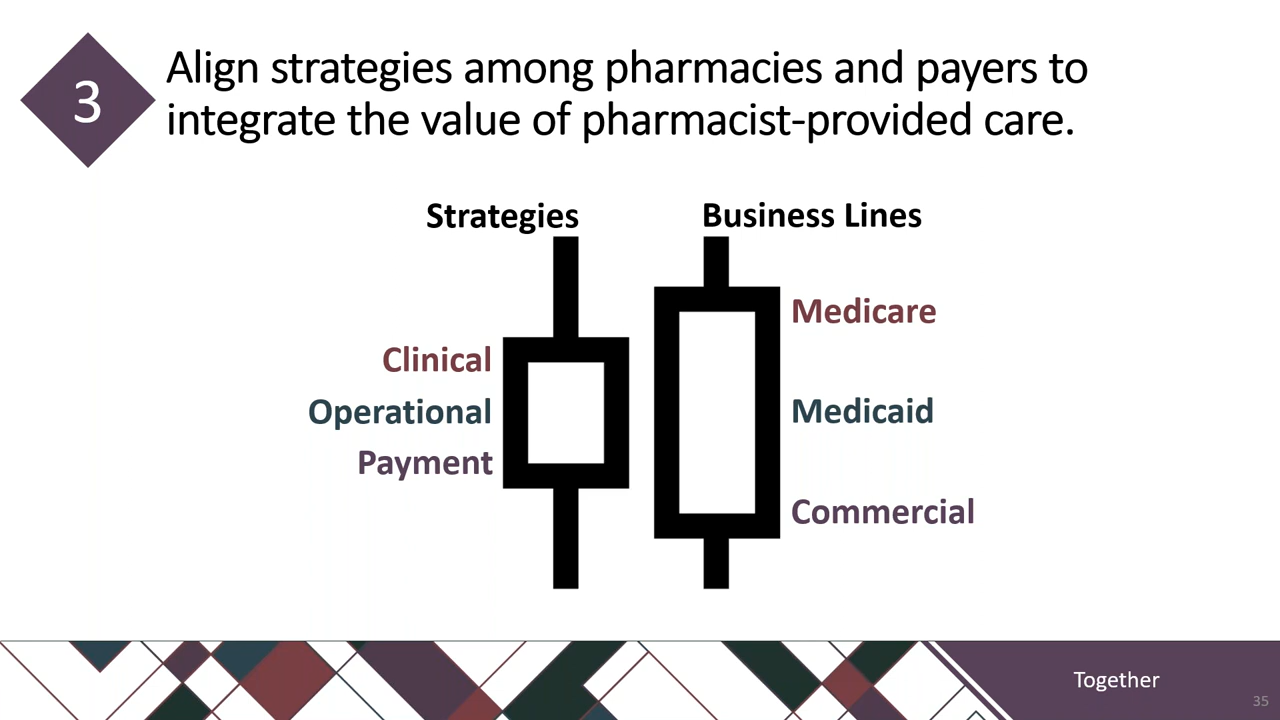 3
Align strategies among pharmacies and payers to
integrate the value of pharmacist-provided care.
Strategies
Clinical
Operational
Payment
Business Lines
Medicare
Medicaid
Commercial
Together
35